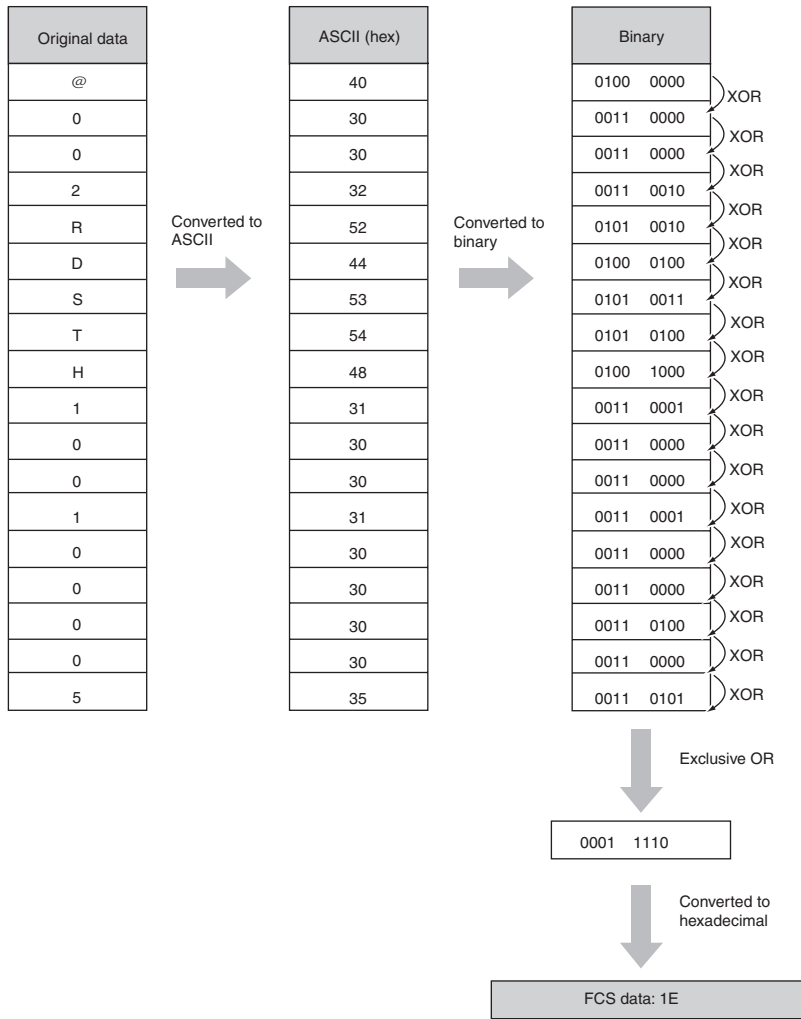 Original data ASCII (hex) Binary
@ 40 0100 0000
XOR
0 30 0011 0000
XOR
0 30 0011 0000
XOR
2 32 0011 0010
XOR
R 52 0101 0010
XOR
D 44 0100 0100
XOR
S 53 0101 0011
XOR
T 54 0101 0100
XOR
H 48 0100 1000
XOR
1 31 0011 0001
XOR
0 30 0011 0000
XOR
0 30 0011 0000
XOR
1 31 0011 0001
XOR
0 30 0011 0000
XOR
0 30 0011 0000
XOR
0 30 0011 0100
XOR
0 30 0011 0000
XOR
5 35 0011 0101
Converted to
ASCII
Converted to
binary
Exclusive OR
0001 1110
Converted to
hexadecimal
FCS data: 1E